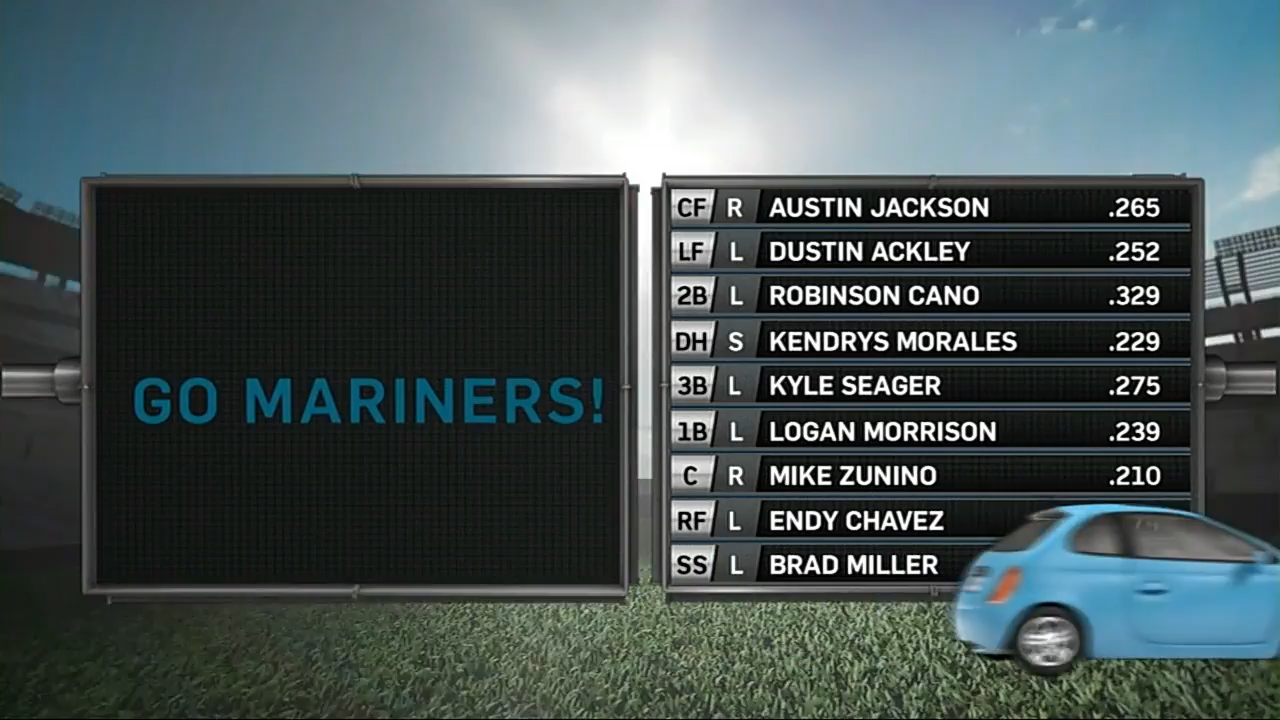 GO MARINERS!
CF R AUSTIN JACKSON .265
LF L DUSTIN ACKLEY .252
2B L ROBINSON CANO .329
DH S KENDRYS MORALES .229
3B L KYLE SEAGER .275
1B L LOGAN MORRISON .239
C R MIKE ZUNINO .210
RF L ENDY CHAVEZ
SS L BRAD MILLER